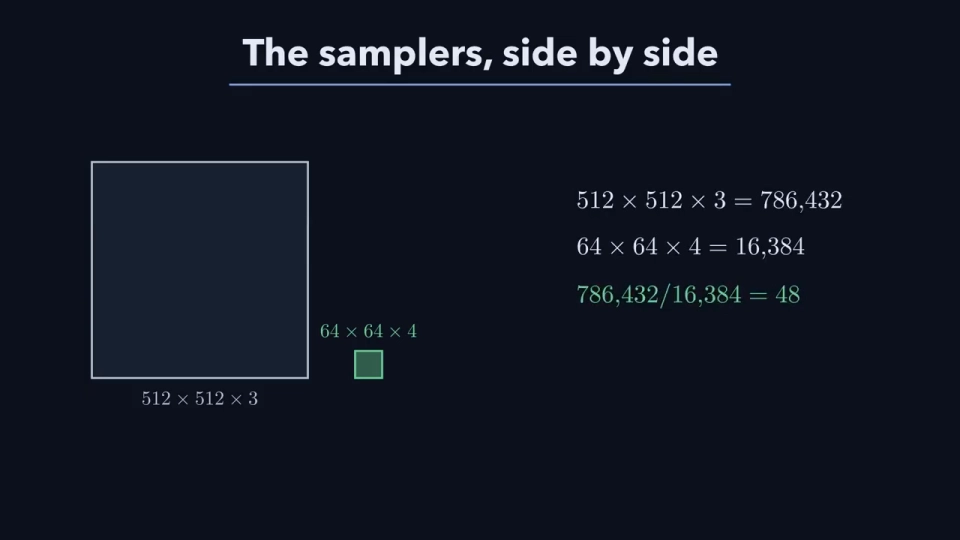 The samplers, side by side
512 × 512 × 3 = 786,432
64 × 64 × 4 = 16,384
786,432/16,384 = 48
64 × 64 × 4
512 × 512 × 3